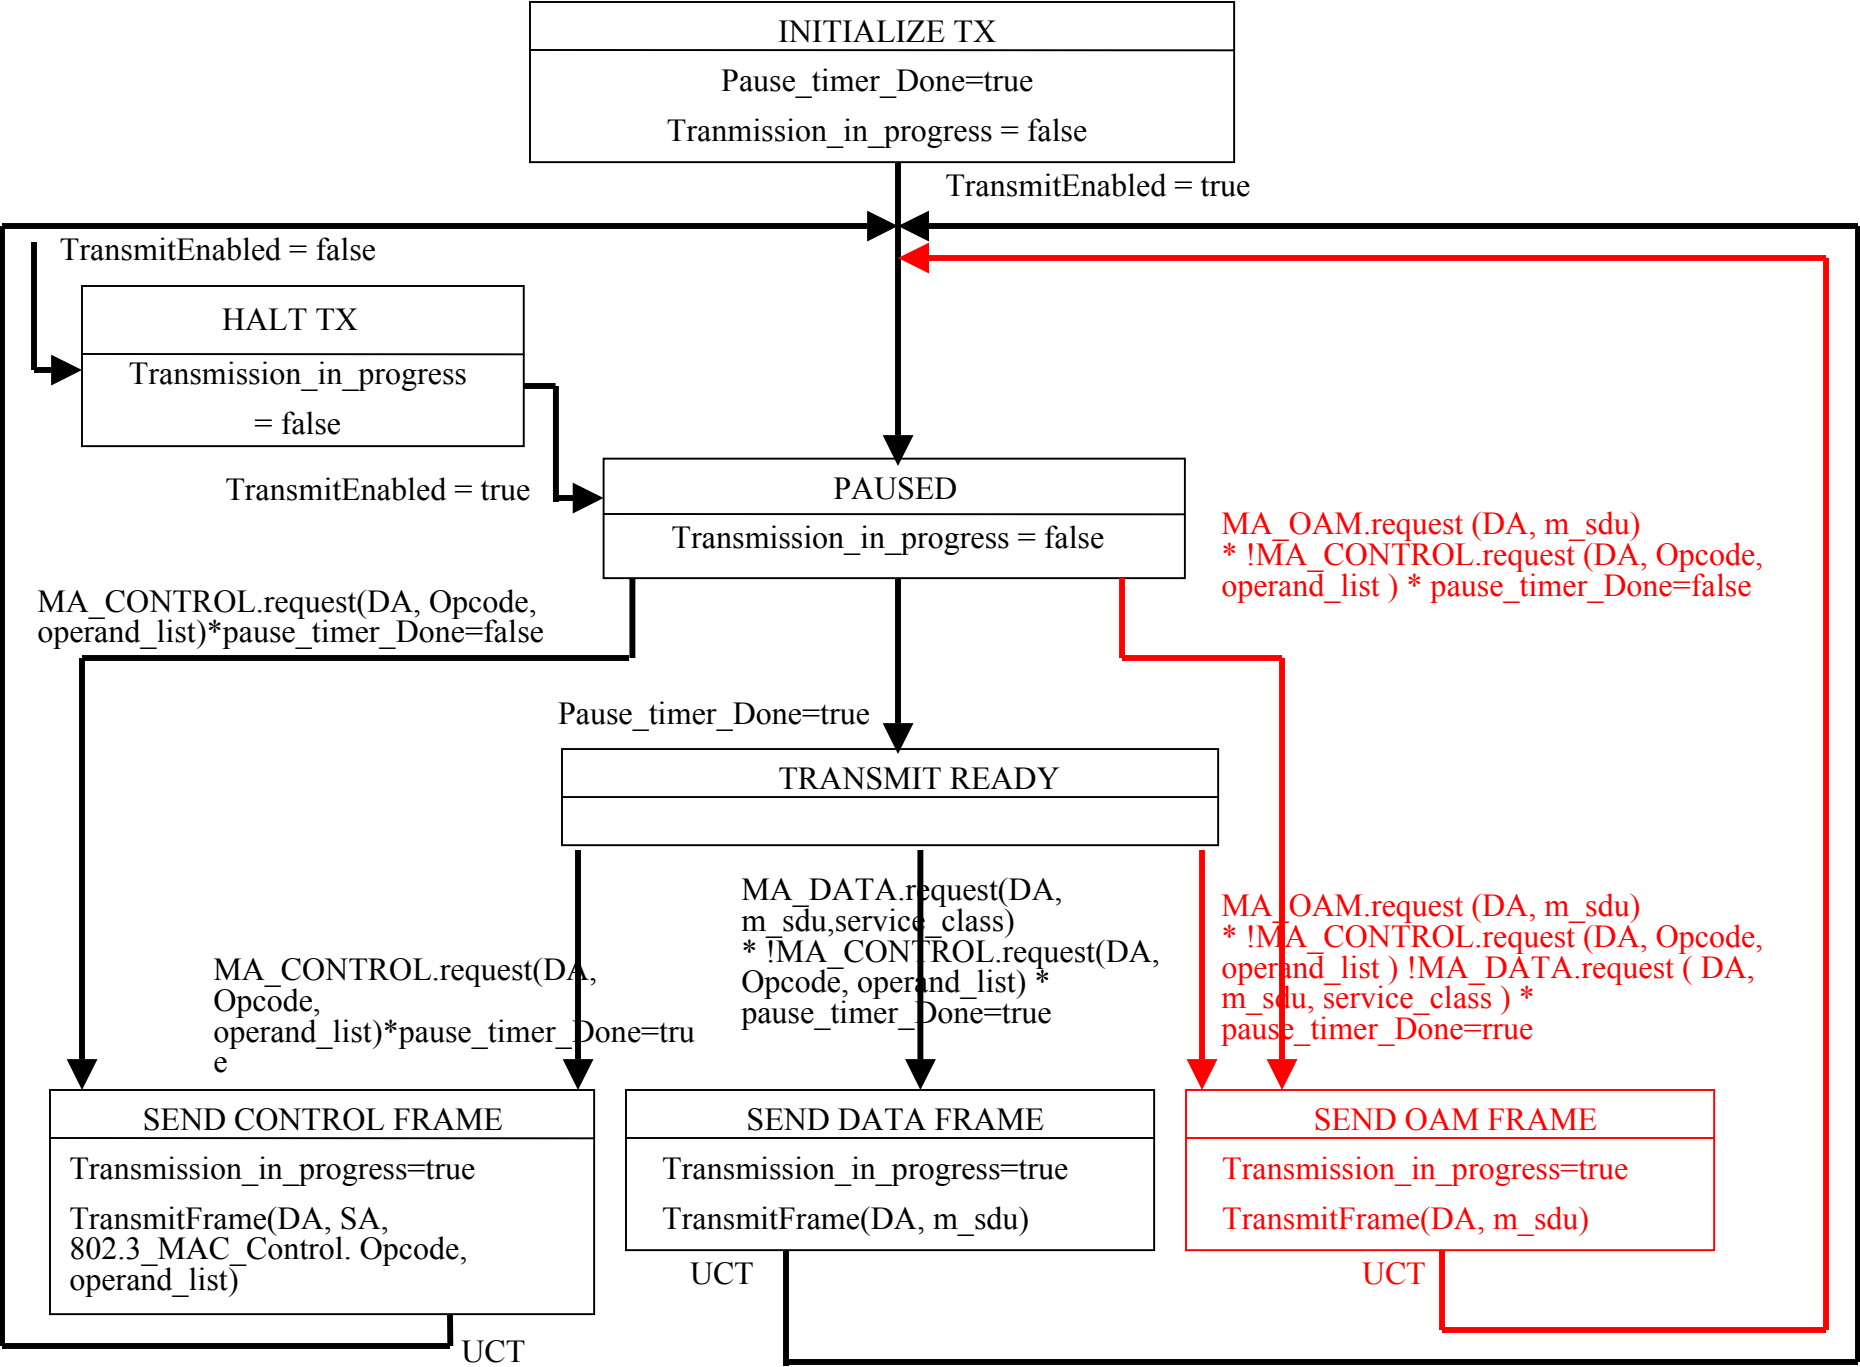 INITIALIZE TX
Pause_timer_Done=true
Tranmission_in_progress = false
TransmitEnabled = true
TransmitEnabled = false
HALT TX
Transmission_in_progress
= false
TransmitEnabled = true
PAUSED
Transmission_in_progress = false
MA_OAM.request (DA, m_sdu)
* !MA_CONTROL.request (DA, Opcode,
operand_list ) * pause_timer_Done=false
MA_CONTROL.request(DA, Opcode,
operand_list)*pause_timer_Done=false
Pause_timer_Done=true
TRANSMIT READY
MA_CONTROL.request(DA,
Opcode,
operand_list)*pause_timer_Done=tru
e
MA_DATA.request(DA,
m_sdu,service_class)
* !MA_CONTROL.request(DA,
Opcode, operand_list) *
pause_timer_Done=true
MA_OAM.request (DA, m_sdu)
* !MA_CONTROL.request (DA, Opcode,
operand_list ) !MA_DATA.request ( DA,
m_sdu, service_class ) *
pause_timer_Done=rrue
SEND CONTROL FRAME
Transmission_in_progress=true
TransmitFrame(DA, SA,
802.3_MAC_Control. Opcode,
operand_list)
UCT
SEND DATA FRAME
Transmission_in_progress=true
TransmitFrame(DA, m_sdu)
UCT
SEND OAM FRAME
Transmission_in_progress=true
TransmitFrame(DA, m_sdu)
UCT